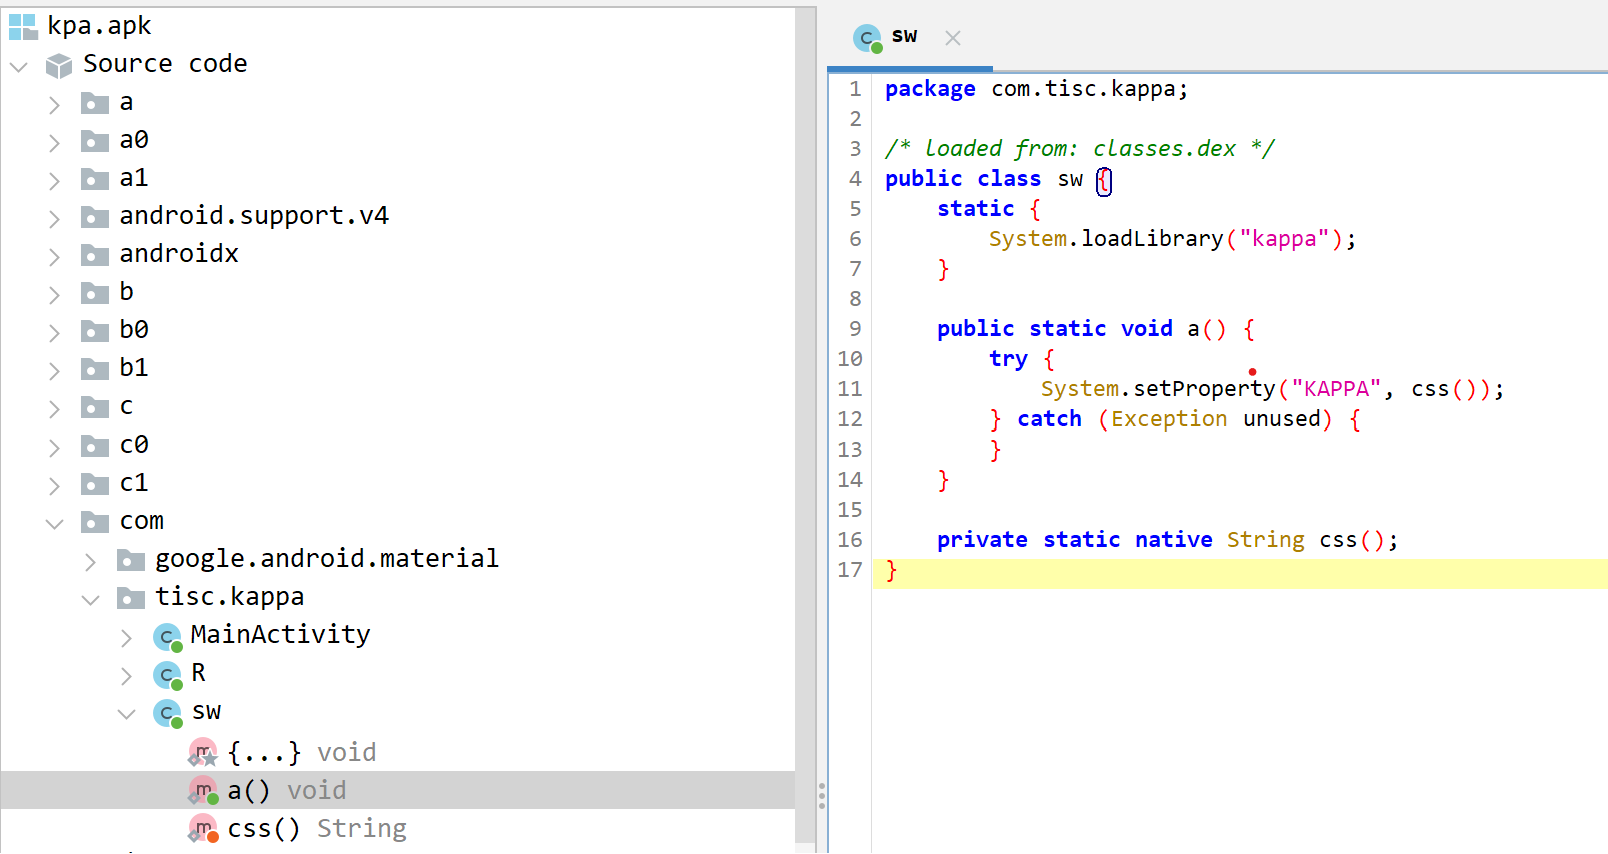 kpa.apk
Source code
a
a0
a1
android.support.v4
androidx
b
b0
b1
c
c0
c1
com
google.android.material
tisc.kappa
MainActivity
R
sw
{...} void
a() void
css() String
sw
1 package com.tisc.kappa;
2
3 /* loaded from: classes.dex */
4 public class sw {
5 static {
6 System.loadLibrary("kappa");
7 }
8
9 public static void a() {
10 try {
11 System.setProperty("KAPPA", css());
12 } catch (Exception unused) {
13 }
14 }
15
16 private static native String css();
17 }